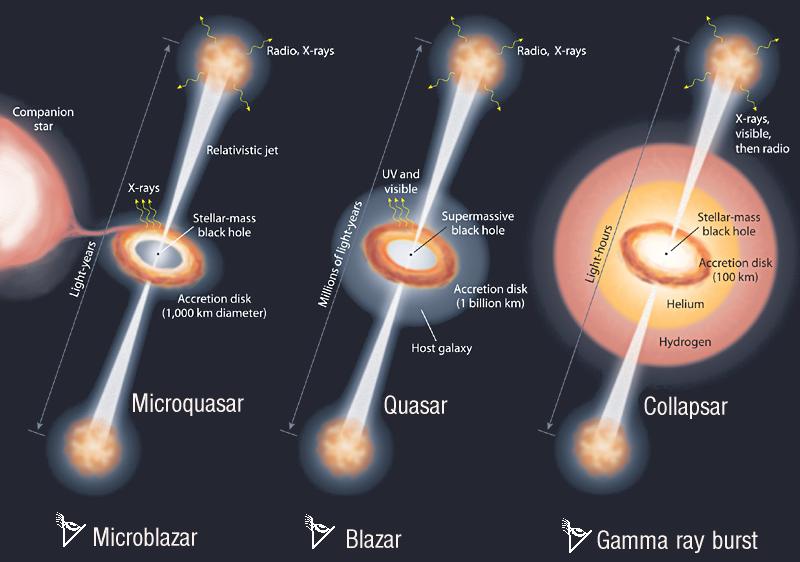 Companion
star
Radio, X-rays
Relativistic jet
X-rays
Stellar-mass
black hole
Light-years
Accretion disk
(1,000 km diameter)
Microquasar
Microblazar
Radio, X-rays
UV and
visible
Supermassive
black hole
Millions of light-years
Accretion disk
(1 billion km)
Host galaxy
Quasar
Blazar
X-rays,
visible,
then radio
Stellar-mass
black hole
Light-hours
Accretion disk
(100 km)
Helium
Hydrogen
Collapsar
Gamma ray burst